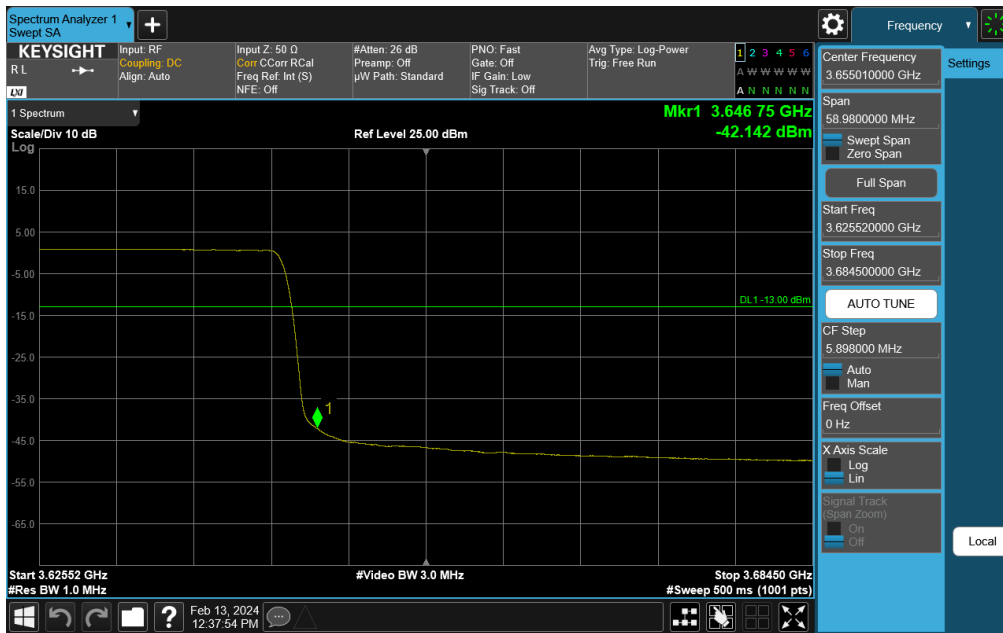 Spectrum Analyzer 1
Swept SA
Frequency
KEYSIGHT
R L
LXI
Input: RF
Coupling: DC
Align: Auto
Input Z: 50 Ω
Corr CCorr RCal
Freq Ref: Int (S)
NFE: Off
#Atten: 26 dB
Preamp: Off
µW Path: Standard
PNO: Fast
Gate: Off
IF Gain: Low
Sig Track: Off
Avg Type: Log-Power
Trig: Free Run
1 2 3 4 5 6
A W W W W W
A N N N N N
1 Spectrum
Scale/Div 10 dB
Log
Ref Level 25.00 dBm
Mkr1 3.646 75 GHz
-42.142 dBm
15.0
5.00
-5.00
-15.0
-25.0
-35.0
-45.0
-55.0
-65.0
DL1 -13.00 dBm
1
Start 3.62552 GHz
#Res BW 1.0 MHz
#Video BW 3.0 MHz
Stop 3.68450 GHz
#Sweep 500 ms (1001 pts)
Center Frequency
3.655010000 GHz
Span
58.9800000 MHz
Swept Span
Zero Span
Full Span
Start Freq
3.625520000 GHz
Stop Freq
3.684500000 GHz
AUTO TUNE
CF Step
5.898000 MHz
Auto
Man
Freq Offset
0 Hz
X Axis Scale
Log
Lin
Signal Track
(Span Zoom)
On
Off
Settings
Local
Feb 13, 2024
12:37:54 PM